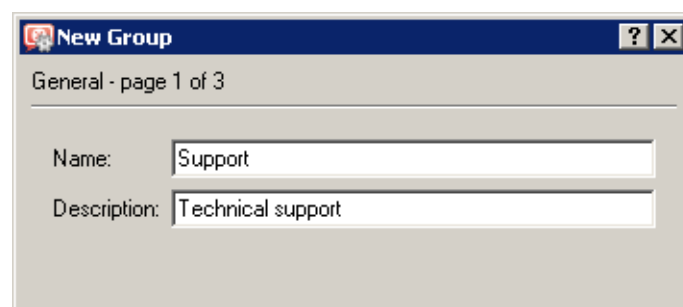 New Group
General - page 1 of 3
Name: Support
Description: Technical support